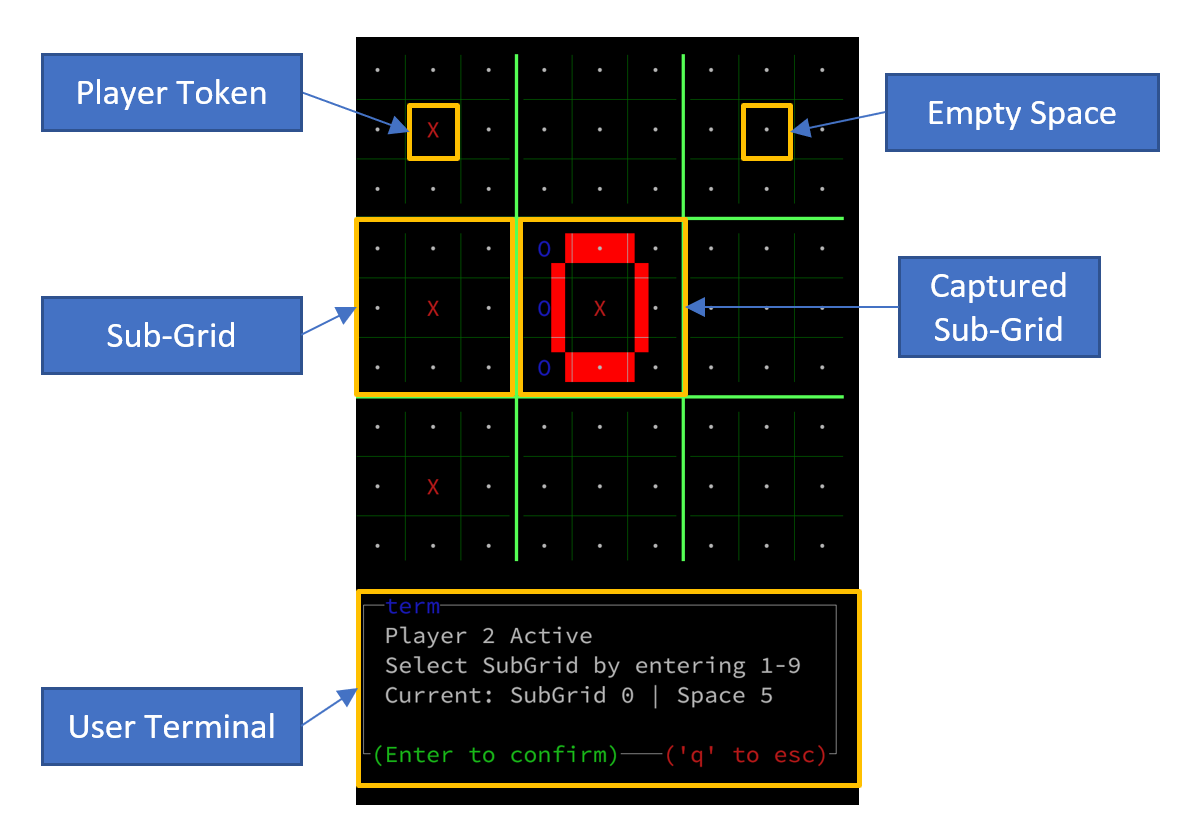 Player Token
X
Empty Space
O
Sub-Grid
X
O
X
Captured
Sub-Grid
O
X
term
Player 2 Active
Select SubGrid by entering 1-9
Current: SubGrid 0 | Space 5
User Terminal
(Enter to confirm) ('q' to esc)